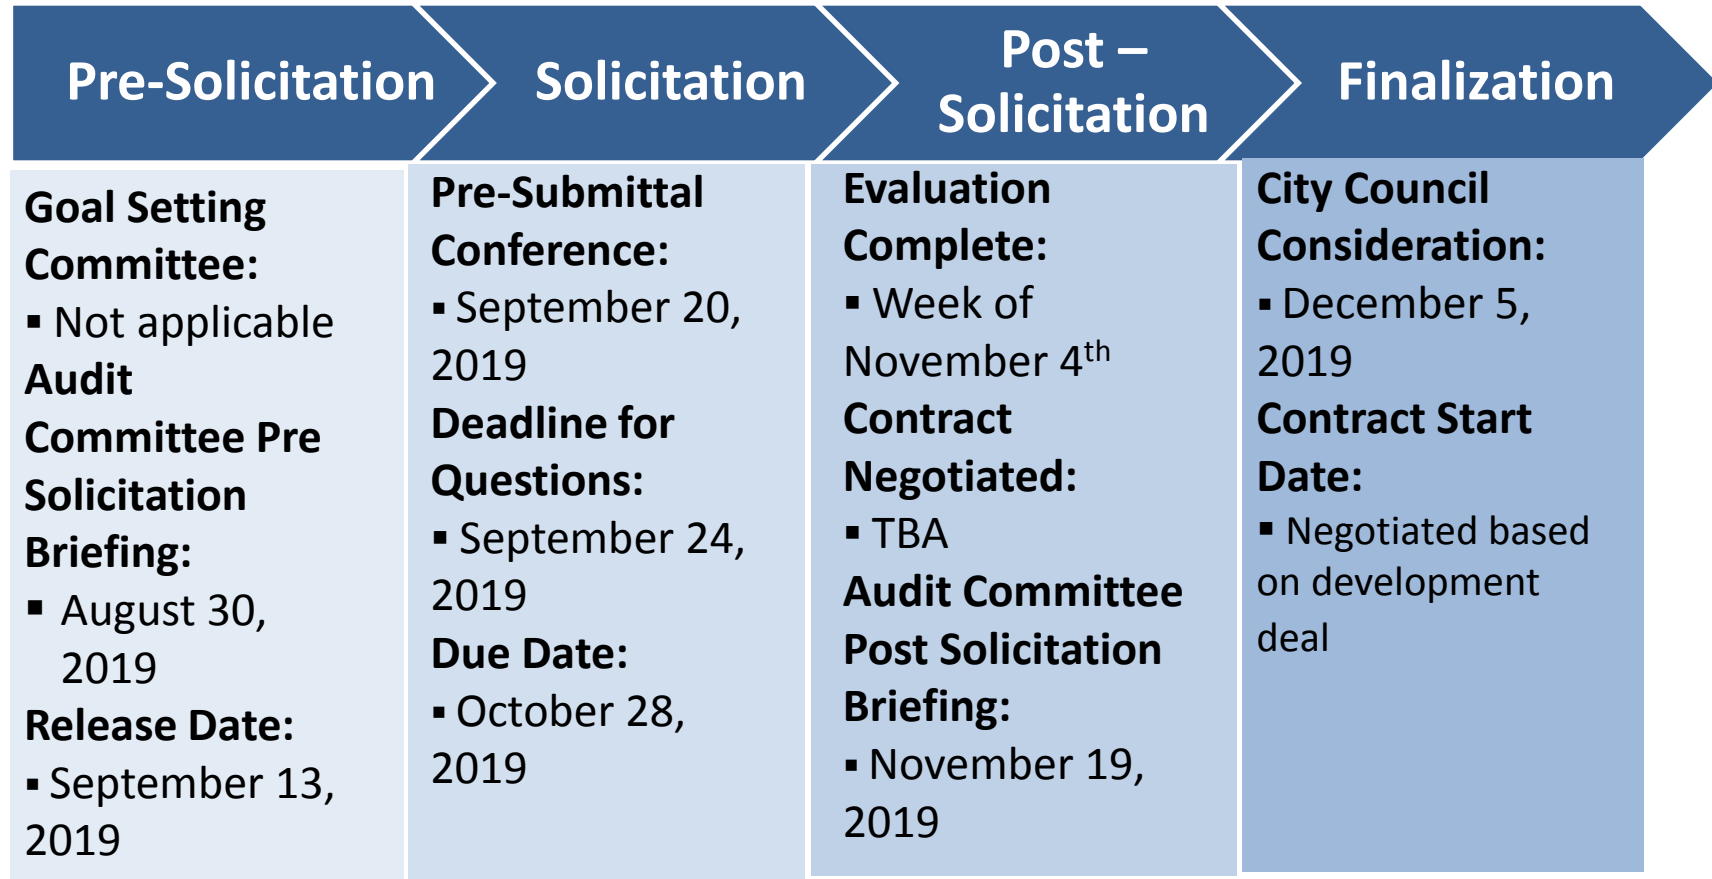 Pre-Solicitation
Solicitation
Post –
Solicitation
Finalization
Goal Setting
Committee:
▪ Not applicable
Audit
Committee Pre
Solicitation
Briefing:
▪ August 30,
2019
Release Date:
▪ September 13,
2019
Pre-Submittal
Conference:
▪ September 20,
2019
Deadline for
Questions:
▪ September 24,
2019
Due Date:
▪ October 28,
2019
Evaluation
Complete:
▪ Week of
November 4th
Contract
Negotiated:
▪ TBA
Audit Committee
Post Solicitation
Briefing:
▪ November 19,
2019
City Council
Consideration:
▪ December 5,
2019
Contract Start
Date:
▪ Negotiated based
on development
deal